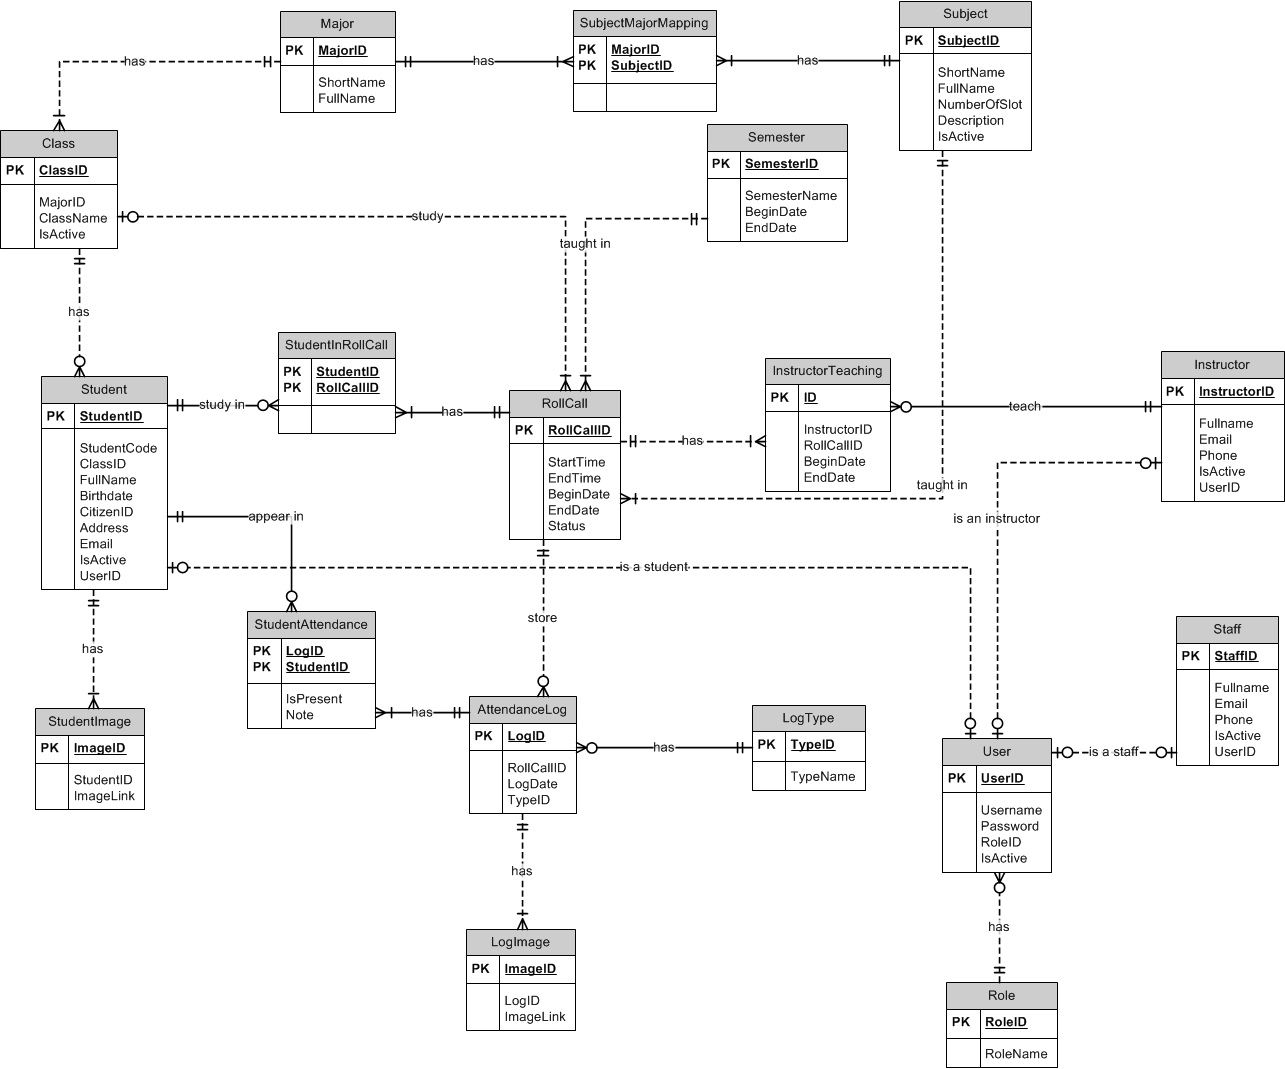 Major
PK MajorID
ShortName
FullName
has
has
SubjectMajorMapping
PK MajorID
PK SubjectID
has
Subject
PK SubjectID
ShortName
FullName
NumberOfSlot
Description
IsActive
Class
PK ClassID
MajorID
ClassName
IsActive
Semester
PK SemesterID
SemesterName
BeginDate
EndDate
study
taught in
has
StudentInRollCall
PK StudentID
PK RollCallID
Student
PK StudentID
StudentCode
ClassID
FullName
Birthdate
CitizenID
Address
Email
IsActive
UserID
study in
has
RollCall
PK RollCallID
StartTime
EndTime
BeginDate
EndDate
Status
has
InstructorTeaching
PK ID
InstructorID
RollCallID
BeginDate
EndDate
teach
Instructor
PK InstructorID
Fullname
Email
Phone
IsActive
UserID
taught in
is an instructor
appear in
is a student
store
has
StudentAttendance
PK LogID
PK StudentID
IsPresent
Note
has
StudentImage
PK ImageID
StudentID
ImageLink
AttendanceLog
PK LogID
RollCallID
LogDate
TypeID
has
LogType
PK TypeID
TypeName
Staff
PK StaffID
Fullname
Email
Phone
IsActive
UserID
User
PK UserID
Username
Password
RoleID
IsActive
is a staff
has
LogImage
PK ImageID
LogID
ImageLink
has
Role
PK RoleID
RoleName